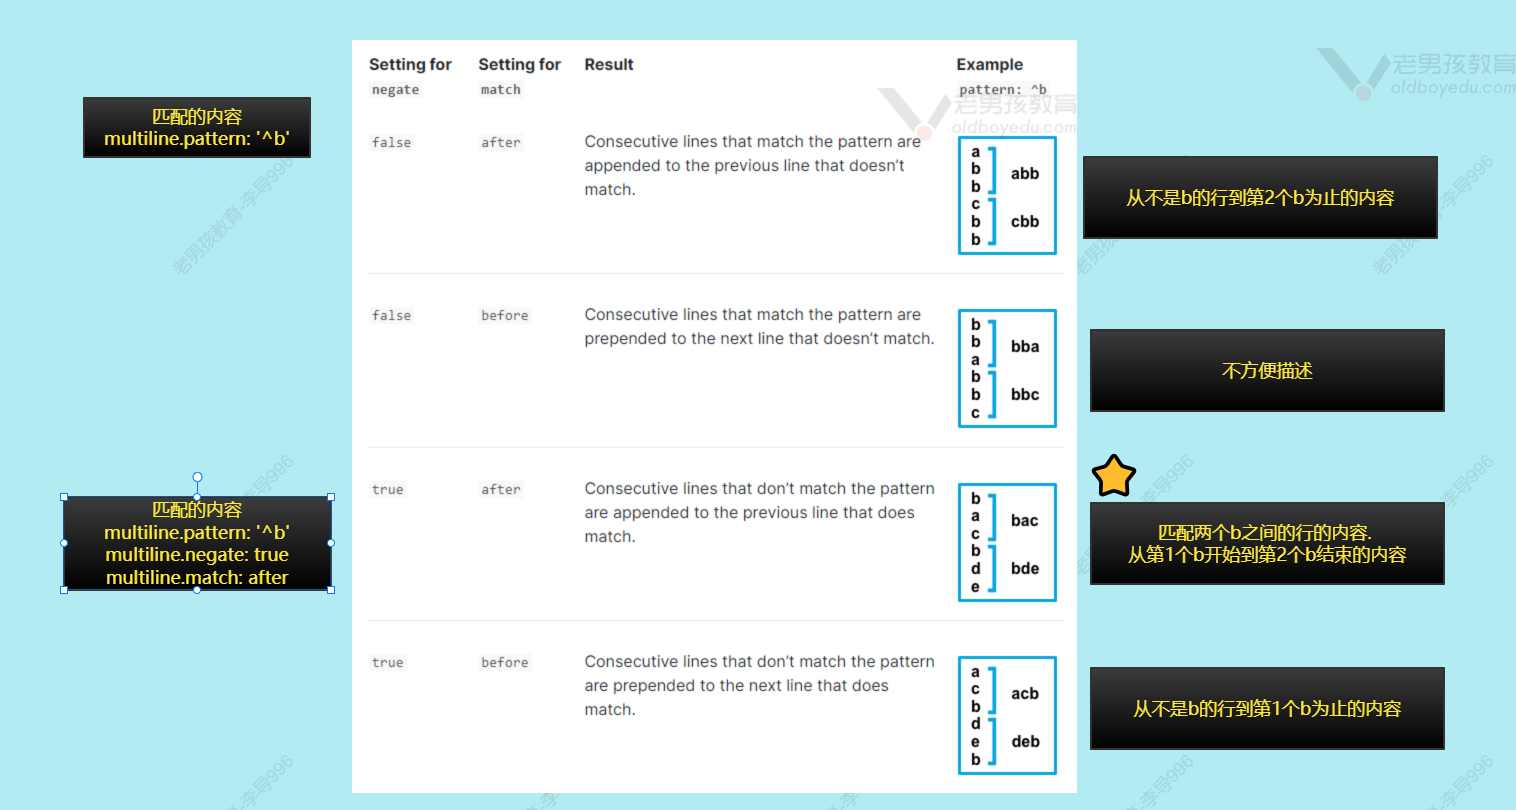 匹配的内容
multiline.pattern: '^b'
匹配的内容
multiline.pattern: '^b'
multiline.negate: true
multiline.match: after
Setting for
negate
Setting for
match
Result
Example
pattern: ^b
false
after
Consecutive lines that match the pattern are
appended to the previous line that doesn’t
match.
a
b
b
c
b
b
abb
cbb
从不是b的行到第2个b为止的内容
false
before
Consecutive lines that match the pattern are
prepended to the next line that doesn’t match.
b
b
a
b
b
c
bba
bbc
不方便描述
true
after
Consecutive lines that don’t match the pattern
are appended to the previous line that does
match.
b
a
c
b
d
e
bac
bde
匹配两个b之间的行的内容.
从第1个b开始到第2个b结束的内容
true
before
Consecutive lines that don’t match the pattern
are prepended to the next line that does
match.
a
c
b
d
e
b
acb
deb
从不是b的行到第1个b为止的内容
老男孩教育
oldboyedu.com
老男孩教育
oldboyedu.com
老男孩教育-李导996